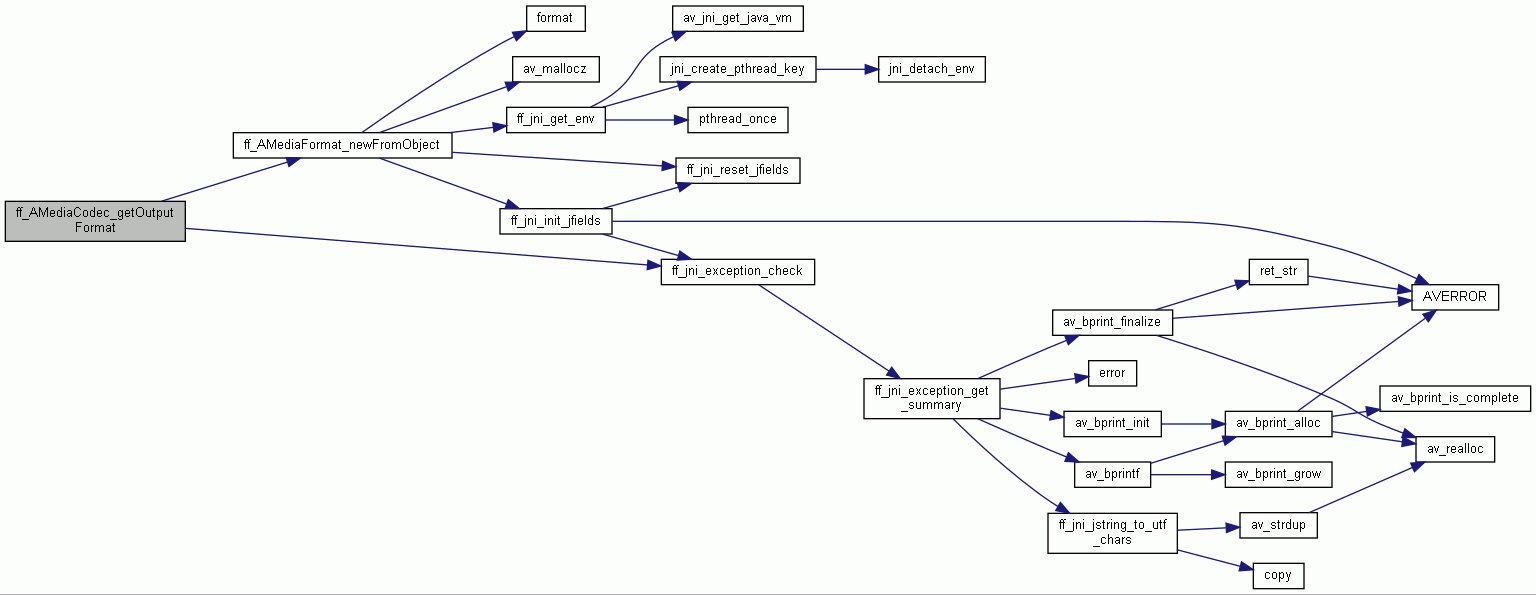 format
av_jni_get_java_vm
av_mallocz
jni_create_pthread_key
jni_detach_env
ff_jni_get_env
pthread_once
ff_AMediaFormat_newFromObject
ff_jni_reset_jfields
ff_AMediaCodec_getOutput
Format
ff_jni_init_jfields
ff_jni_exception_check
ret_str
AVERROR
av_bprint_finalize
error
ff_jni_exception_get
_summary
av_bprint_is_complete
av_bprint_init
av_bprint_alloc
av_realloc
av_bprintf
av_bprint_grow
ff_jni_jstring_to_utf
_chars
av_strdup
copy